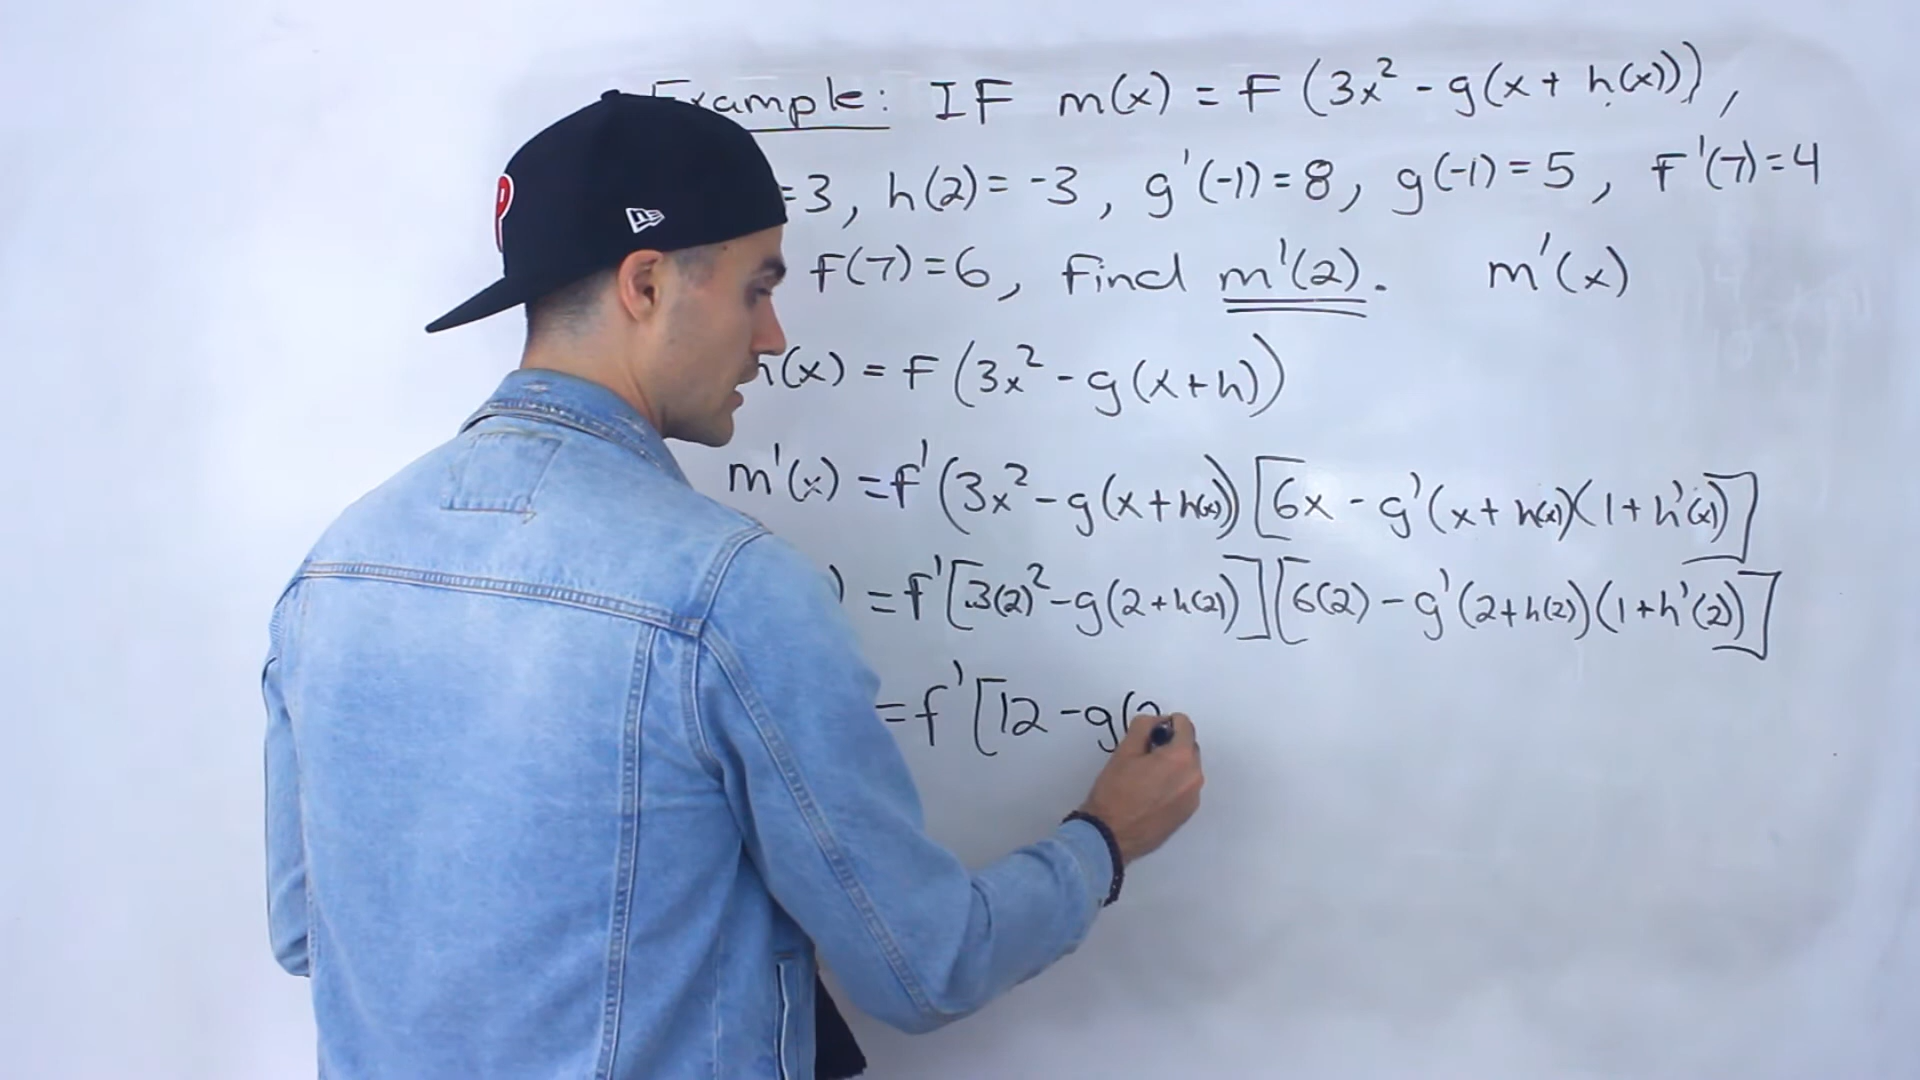 Example: IF m(x) = F (3x² - g(x + h(x))),
=3, h(2) = -3, g'(-1) = 8, g(-1) = 5, F'(7)=4
F(7)=6, Find m'(2). m'(x)
(x) = F (3x² - g(x+h))
m'(x) = f'(3x² - g(x+h(x)) [6x - g'(x+h(x)(1+h'(x)]
) = f'[3(2)² - g(2+h(2)] [6(2) - g'(2+h(2))(1+h'(2))]
= f'[12 - g(2
P